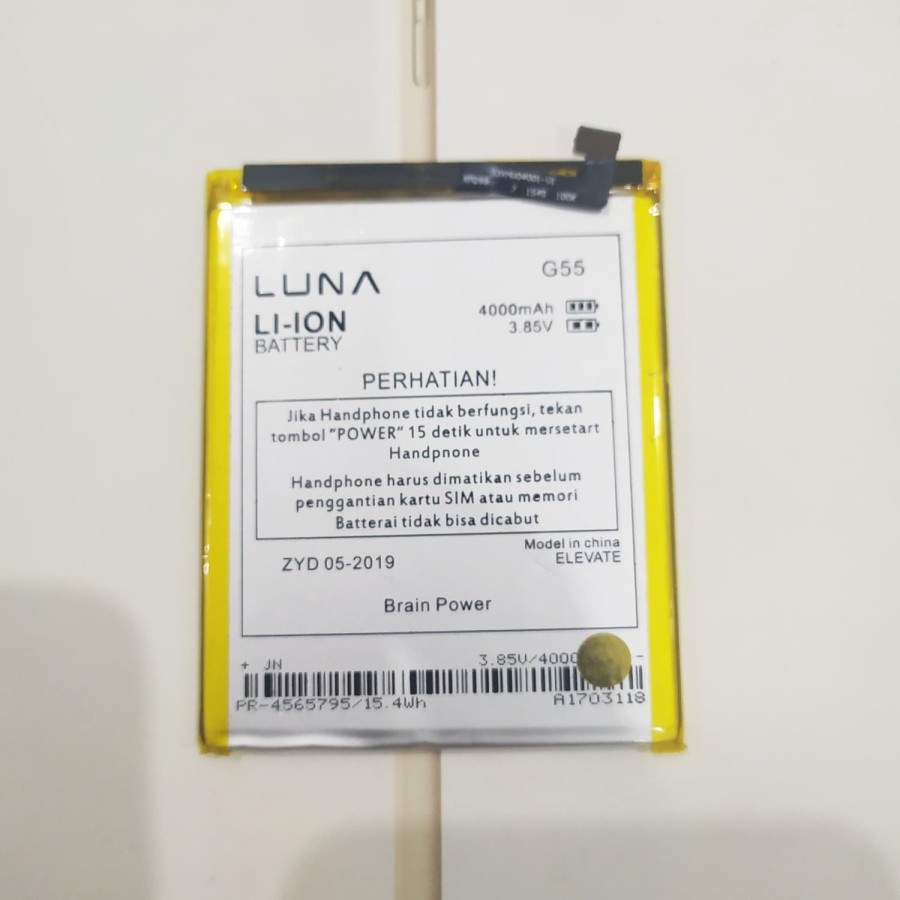 LUNA
G55
LI-ION
BATTERY
4000mAh
3.85V
PERHATIAN!
Jika Handphone tidak berfungsi, tekan
tombol "POWER" 15 detik untuk mersetart
Handpnone
Handphone harus dimatikan sebelum
penggantian kartu SIM atau memori
Batterai tidak bisa dicabut
Model in china
ELEVATE
ZYD 05-2019
Brain Power
+ JN 3.85V/4000 -
PR-4565795/15.4Wh A1703118